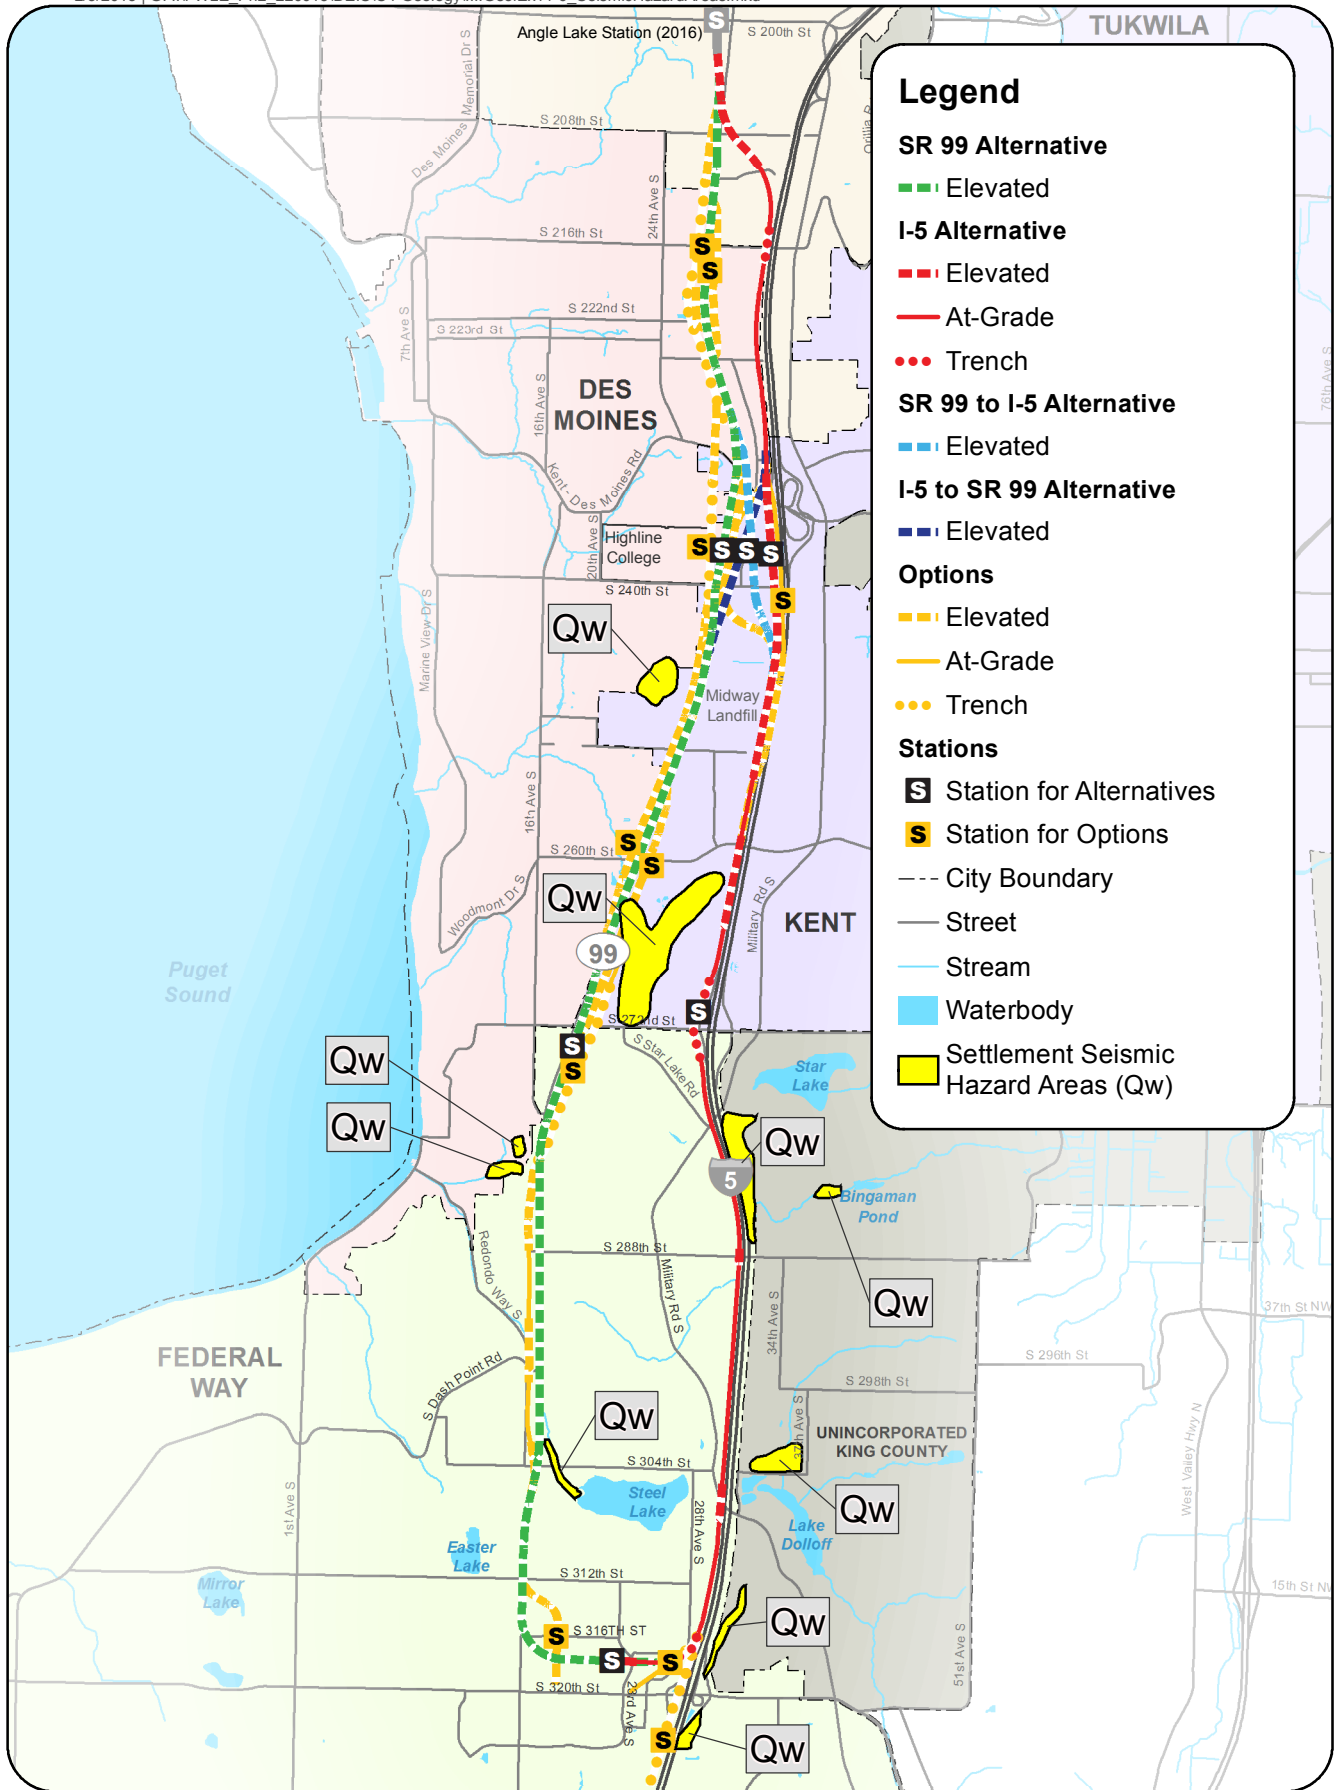 Angle Lake Station (2016)
S
S 200th St
TUKWILA
Des Moines Memorial Dr S
S 208th St
24th Ave S
S 216th St
S
S
S 222nd St
S 223rd St
7th Ave S
16th Ave S
DES
MOINES
Kent-Des Moines Rd
20th Ave S
Highline
College
S
S
S
S
S
S 240th St
Marine View Dr S
Qw
Midway
Landfill
16th Ave S
S
S
S 260th St
Qw
Woodmont Dr S
99
Military Rd S
KENT
Puget
Sound
S
S 272nd St
S
S
S Star Lake Rd
Qw
Qw
Star
Lake
Qw
5
Bingaman
Pond
Redondo Way S
S 288th St
Military Rd S
34th Ave S
Qw
37th St NW
FEDERAL
WAY
S Dash Point Rd
S 296th St
S 298th St
Qw
37th Ave S
UNINCORPORATED
KING COUNTY
West Valley Hwy N
S 304th St
Steel
Lake
Qw
1st Ave S
28th Ave S
Lake
Dolloff
Easter
Lake
Mirror
Lake
S 312th St
15th St NW
Qw
S 316TH ST
S
S
S
S 320th St
23rd Ave S
51st Ave S
S
Qw
76th Ave S
Legend
SR 99 Alternative
Elevated
I-5 Alternative
Elevated
At-Grade
Trench
SR 99 to I-5 Alternative
Elevated
I-5 to SR 99 Alternative
Elevated
Options
Elevated
At-Grade
Trench
Stations
S Station for Alternatives
S Station for Options
City Boundary
Street
Stream
Waterbody
Settlement Seismic
Hazard Areas (Qw)